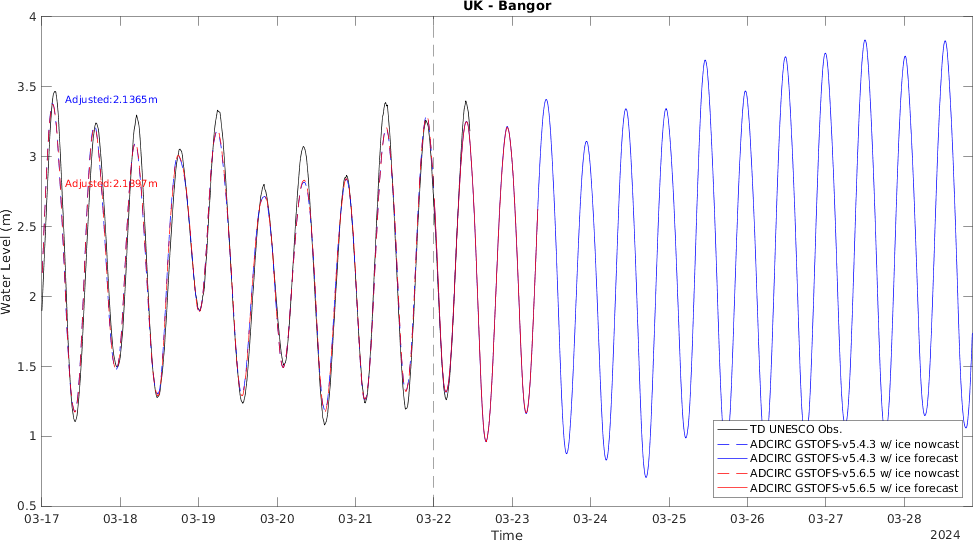 UK - Bangor
4
3.5
3
2.5
2
1.5
1
0.5
Water Level (m)
Adjusted:2.1365m
Adjusted:2.1897m
TD UNESCO Obs.
ADCIRC GSTOFS-v5.4.3 w/ ice nowcast
ADCIRC GSTOFS-v5.4.3 w/ ice forecast
ADCIRC GSTOFS-v5.6.5 w/ ice nowcast
ADCIRC GSTOFS-v5.6.5 w/ ice forecast
03-17 03-18 03-19 03-20 03-21 03-22 03-23 03-24 03-25 03-26 03-27 03-28
Time
2024